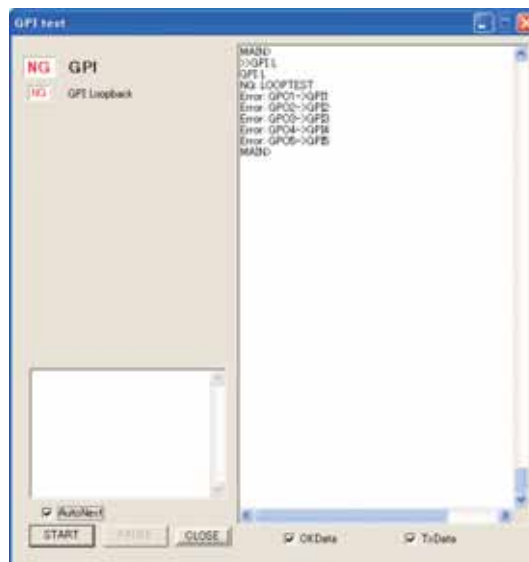 GPI test
NG GPI
NG GPI Loopback
MAIN>
>>GPI L
GPI L
NG: LOOPTEST
Error: GPO1->GPI1
Error: GPO2->GPI2
Error: GPO3->GPI3
Error: GPO4->GPI4
Error: GPO5->GPI5
MAIN>
AutoNext
START PAUSE CLOSE
OKData TxData